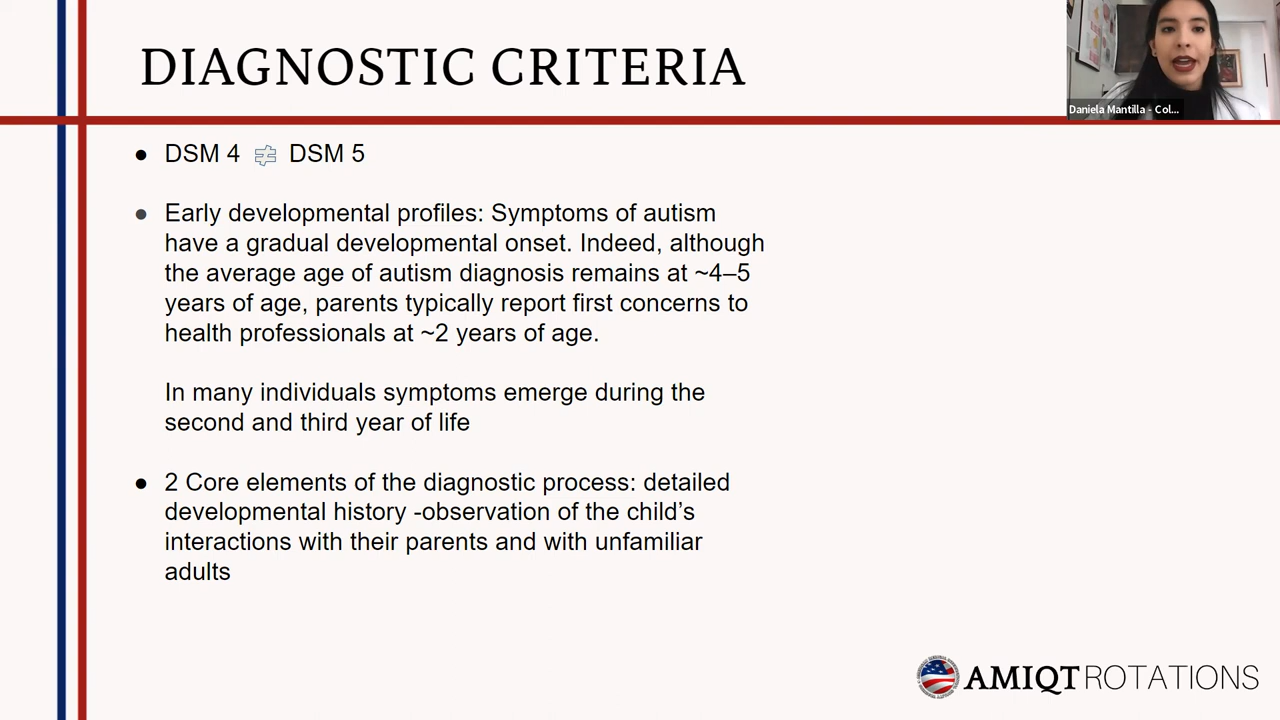 DIAGNOSTIC CRITERIA
Daniela Mantilla - Col...
● DSM 4 ≠ DSM 5
● Early developmental profiles: Symptoms of autism
have a gradual developmental onset. Indeed, although
the average age of autism diagnosis remains at ~4–5
years of age, parents typically report first concerns to
health professionals at ~2 years of age.
In many individuals symptoms emerge during the
second and third year of life
● 2 Core elements of the diagnostic process: detailed
developmental history -observation of the child’s
interactions with their parents and with unfamiliar
adults
AMIQT ROTATIONS